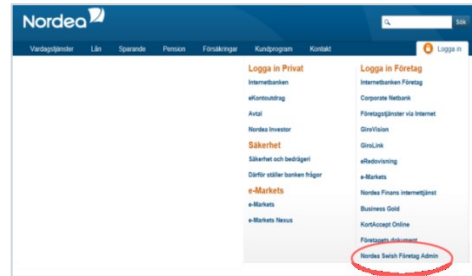 Nordea
Sök
Vardagstjänster Lån Sparande Pension Försäkringar Kundprogram Kontakt Logga in
Logga in Privat
Internetbanken
eKontoutdrag
Avtal
Nordea Investor
Säkerhet
Säkerhet och bedrägeri
Därför ställer banken frågor
e-Markets
e-Markets
e-Markets Nexus
Logga in Företag
Internetbanken Företag
Corporate Netbank
Företagstjänster via Internet
GiroVision
GiroLink
eRedovisning
e-Markets
Nordea Finans internettjänst
Business Gold
KortAccept Online
Företagets dokument
Nordea Swish Företag Admin